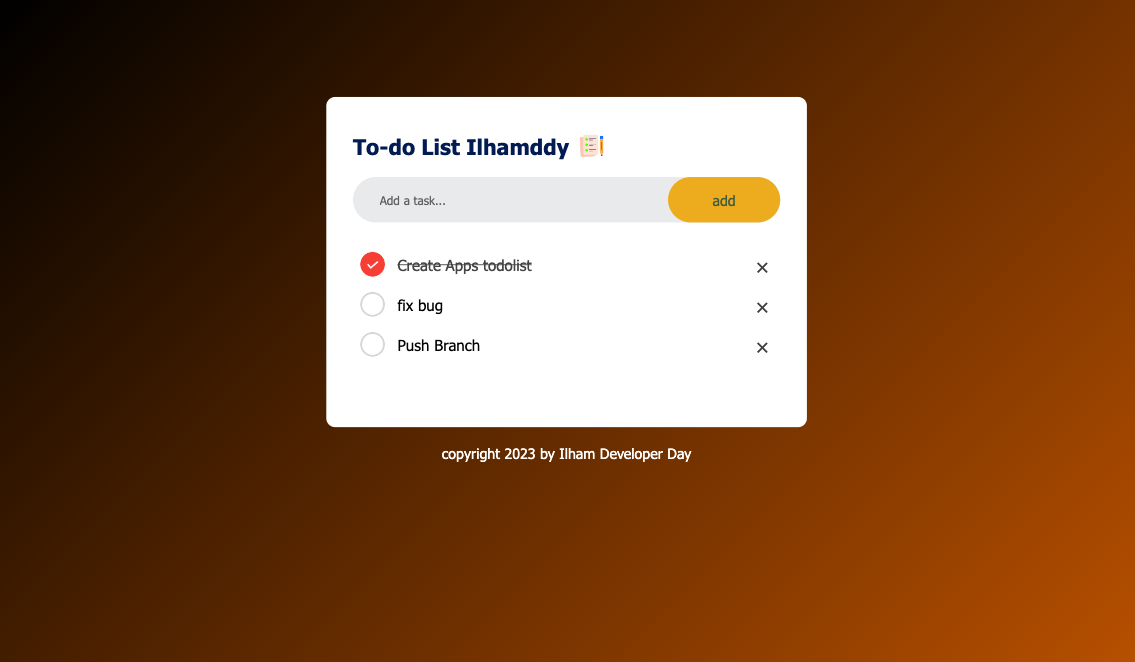 To-do List Ilhamddy
Add a task...
add
Create Apps todolist
fix bug
Push Branch
copyright 2023 by Ilham Developer Day